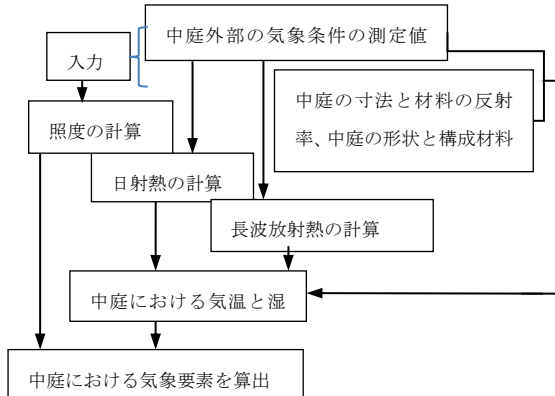 中庭外部の気象条件の測定値
入力
中庭の寸法と材料の反射
率、中庭の形状と構成材料
照度の計算
日射熱の計算
長波放射熱の計算
中庭における気温と湿
中庭における気象要素を算出